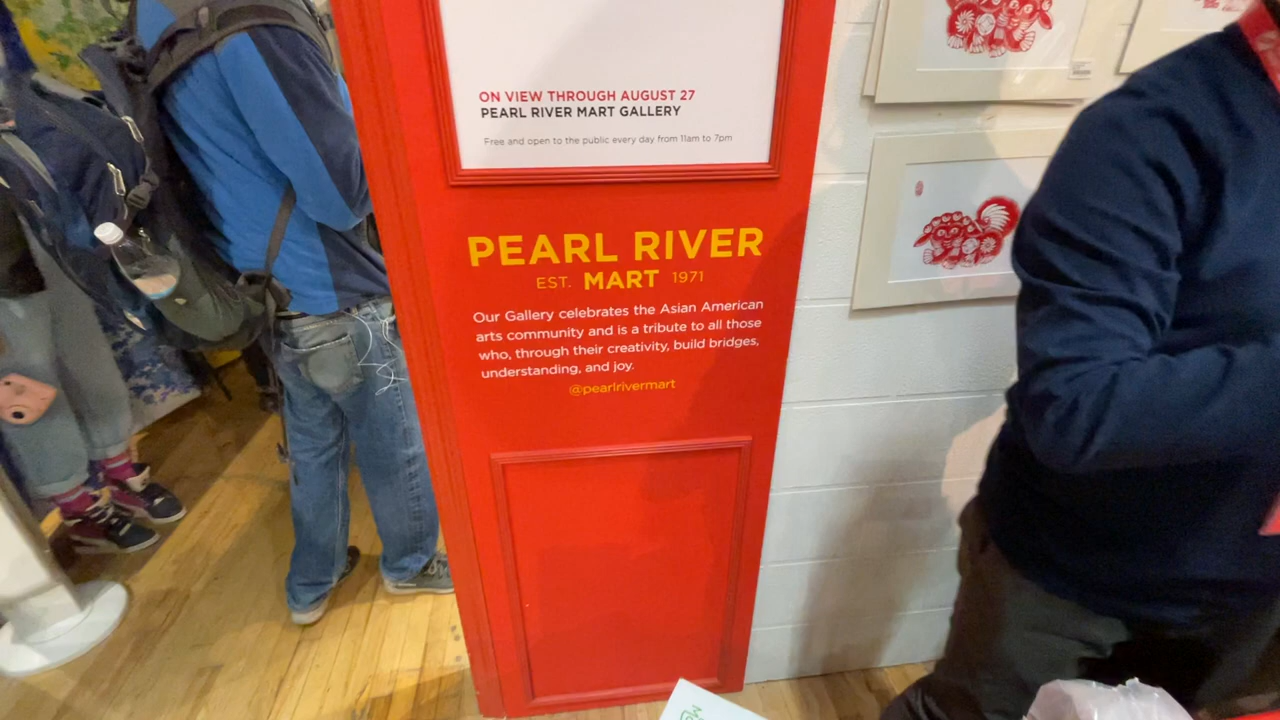 ON VIEW THROUGH AUGUST 27
PEARL RIVER MART GALLERY
Free and open to the public every day from 11am to 7pm
PEARL RIVER
EST. MART 1971
Our Gallery celebrates the Asian American
arts community and is a tribute to all those
who, through their creativity, build bridges,
understanding, and joy.
@pearlrivermart